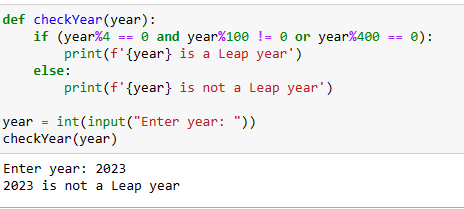 def checkYear(year):
    if (year%4 == 0 and year%100 != 0 or year%400 == 0):
        print(f'{year} is a Leap year')
    else:
        print(f'{year} is not a Leap year')

year = int(input("Enter year: "))
checkYear(year)
Enter year: 2023
2023 is not a Leap year